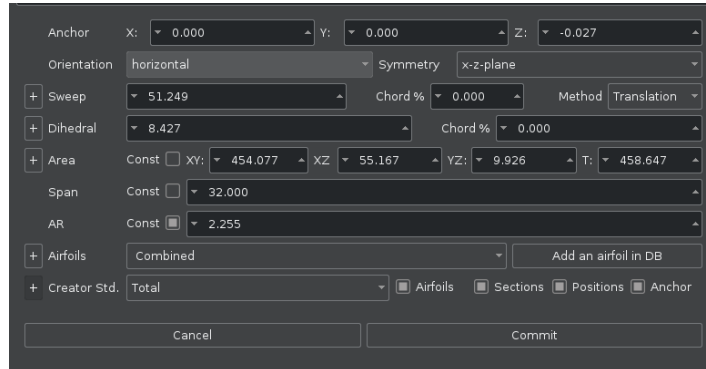 Anchor X: 0.000 Y: 0.000 Z: -0.027
Orientation horizontal Symmetry x-z-plane
+ Sweep 51.249 Chord % 0.000 Method Translation
+ Dihedral 8.427 Chord % 0.000
+ Area Const XY: 454.077 XZ 55.167 YZ: 9.926 T: 458.647
Span Const 32.000
AR Const 2.255
+ Airfoils Combined Add an airfoil in DB
+ Creator Std. Total Airfoils Sections Positions Anchor
Cancel Commit